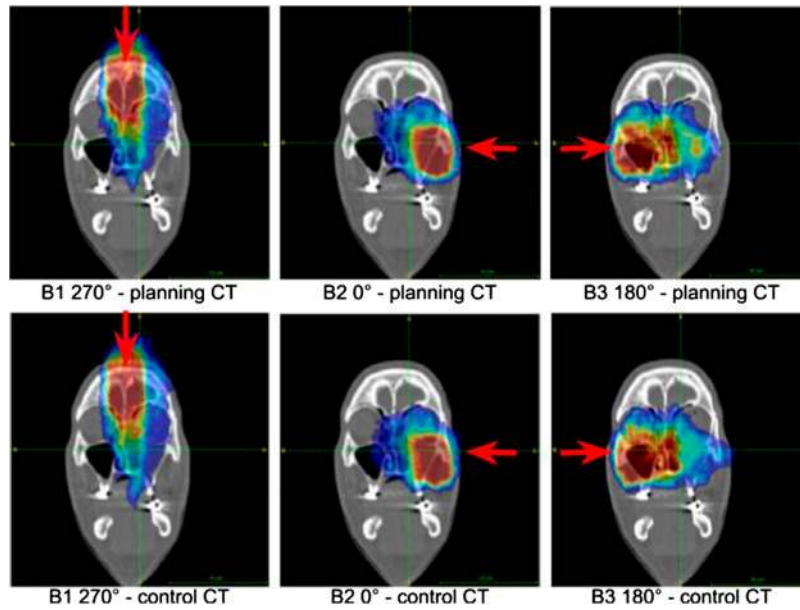 B1 270° - planning CT
B2 0° - planning CT
B3 180° - planning CT
B1 270° - control CT
B2 0° - control CT
B3 180° - control CT